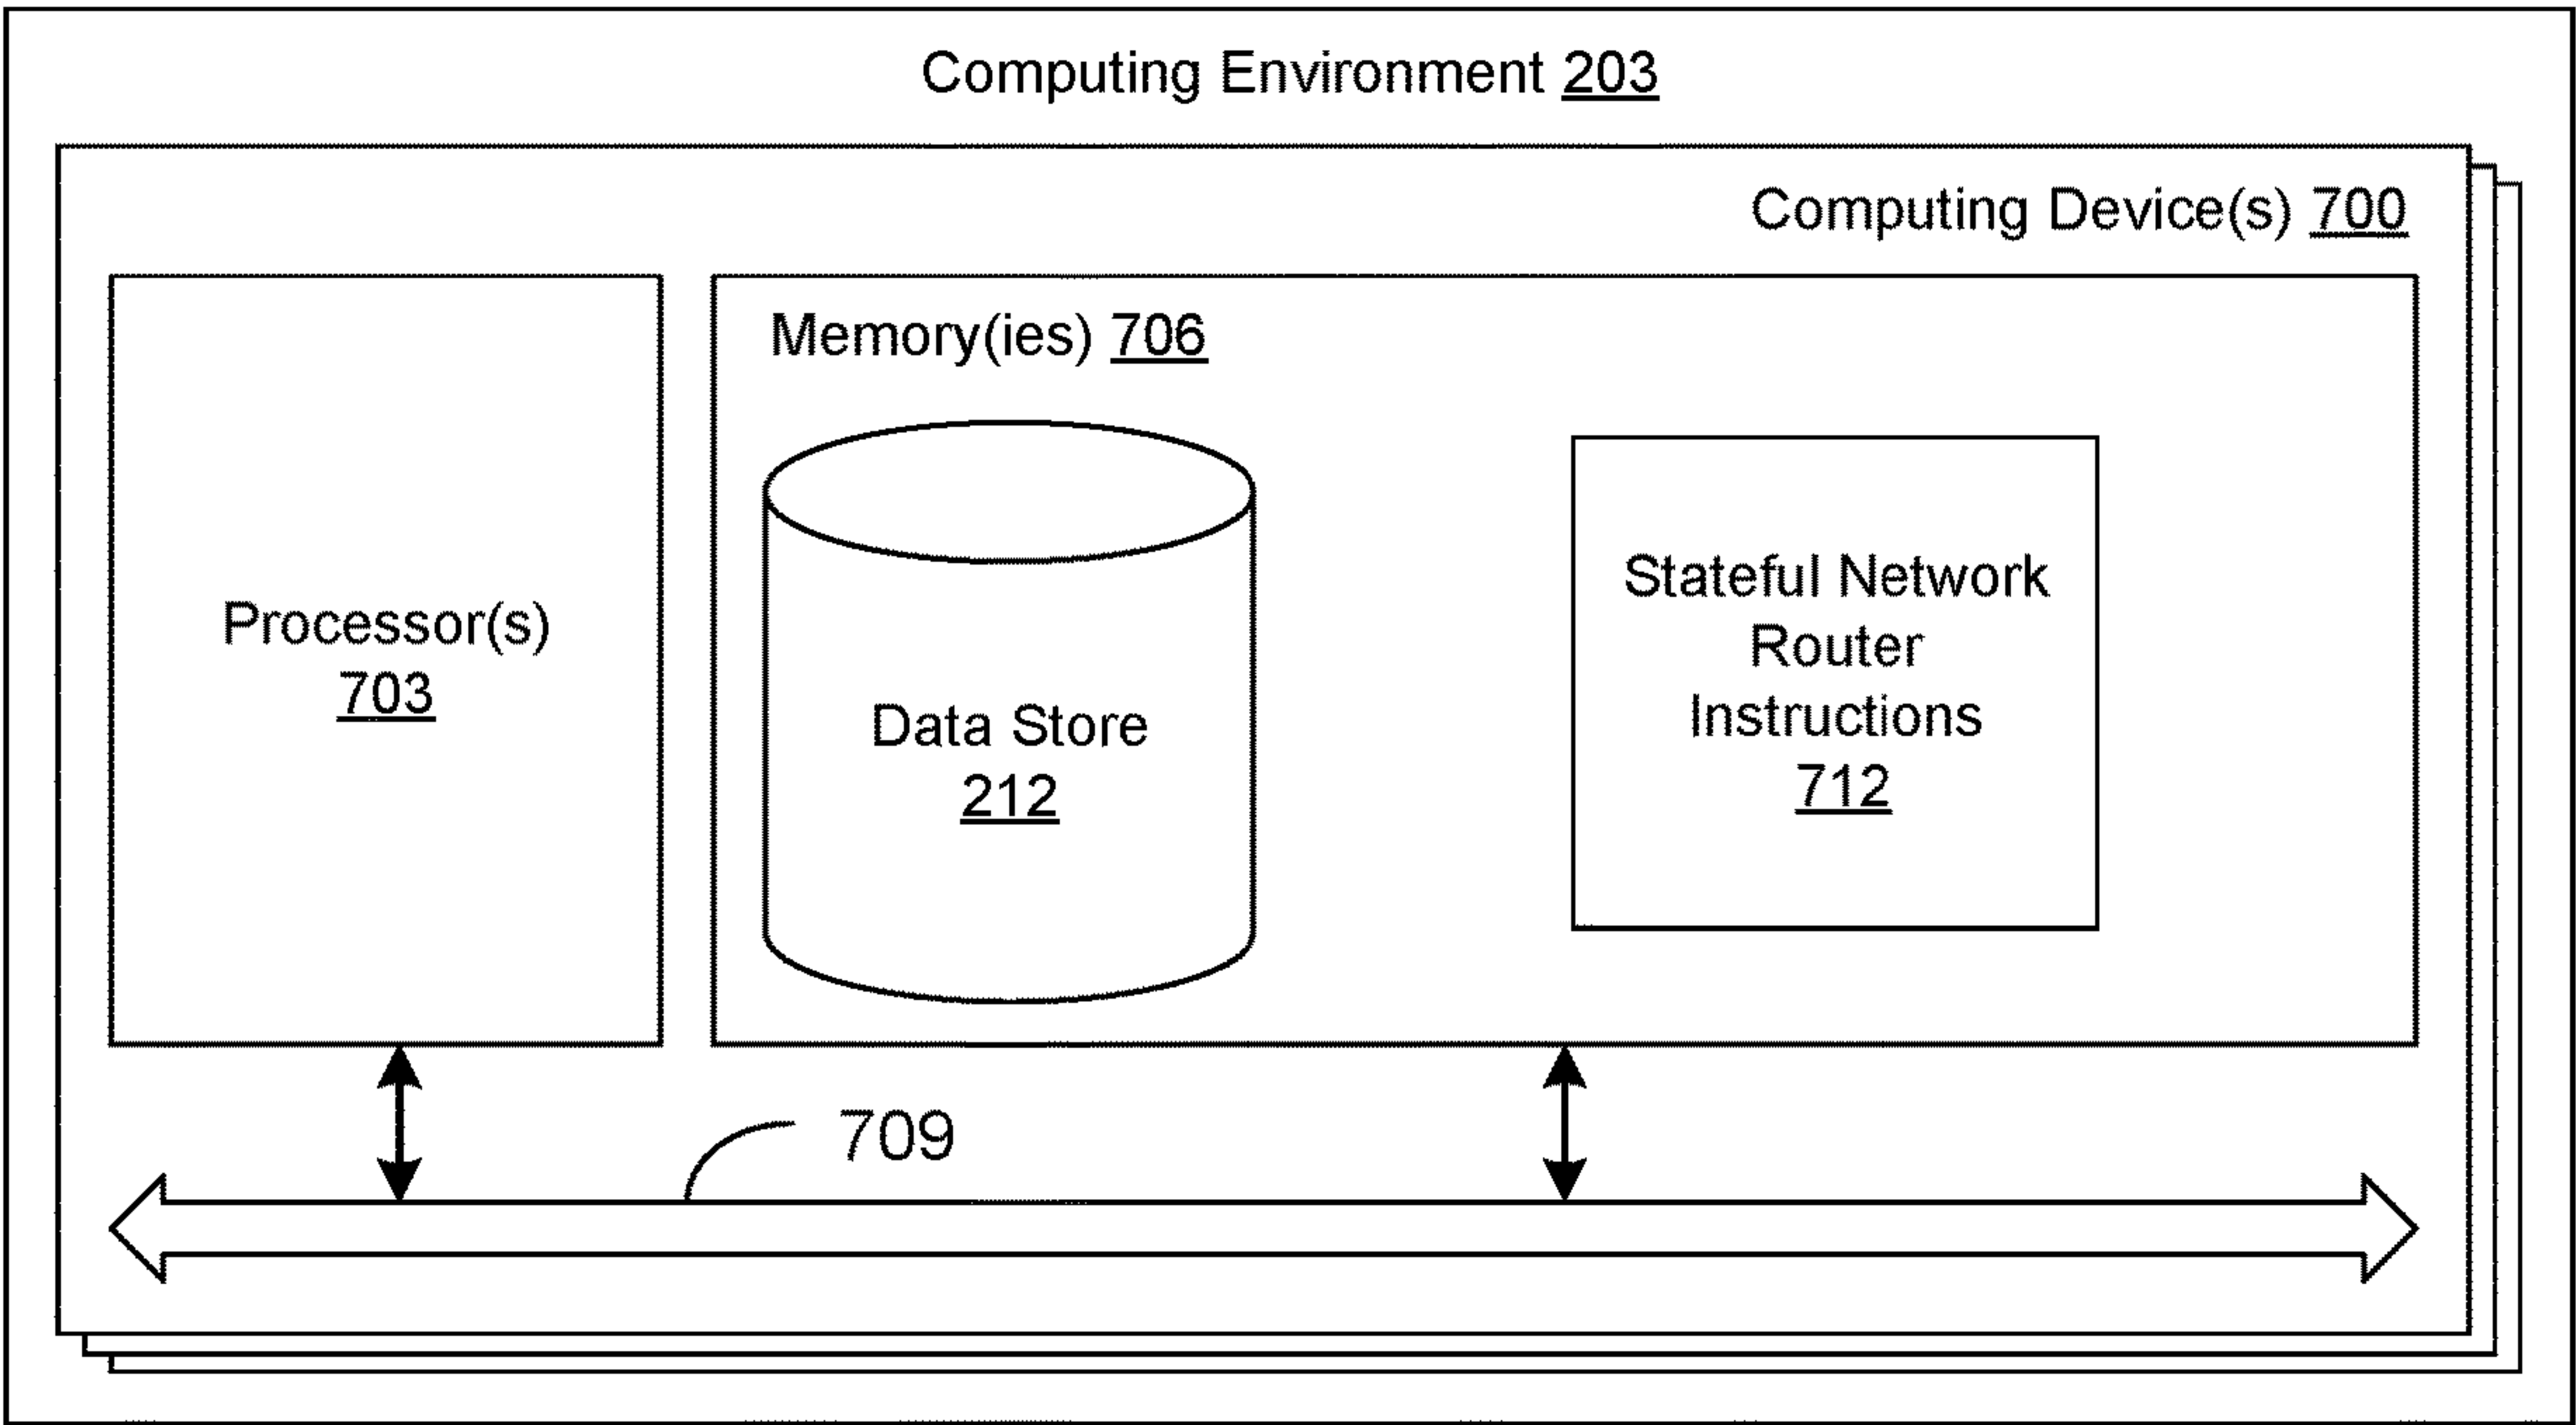 Computing Environment 203
Computing Device(s) 700
Memory(ies) 706
Processor(s)
703
Data Store
212
Stateful Network
Router
Instructions
712
709